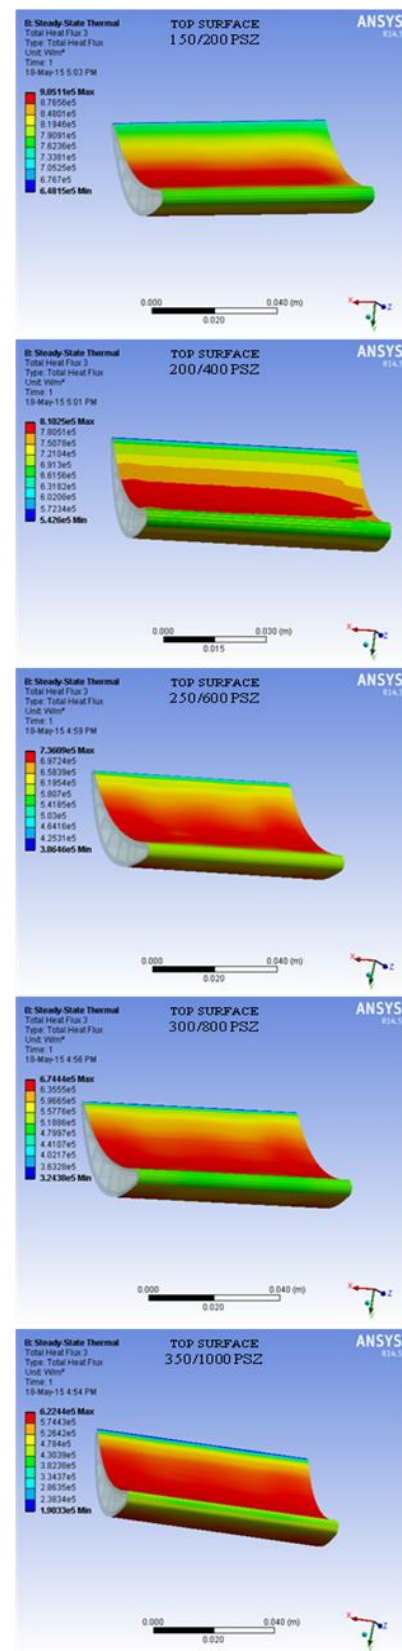 B: Steady-State Thermal
Total Heat Flux 3
Type: Total Heat Flux
Unit: W/m²
Time: 1
18-May-15 5:03 PM
TOP SURFACE
150/200 PSZ
ANSYS
R14.5
9.0511e5 Max
8.7656e5
8.4801e5
8.1946e5
7.9091e5
7.6236e5
7.3381e5
7.0525e5
6.767e5
6.4815e5 Min
0.000
0.040 (m)
0.020
X
Z
Y
B: Steady-State Thermal
Total Heat Flux 3
Type: Total Heat Flux
Unit: W/m²
Time: 1
18-May-15 5:01 PM
TOP SURFACE
200/400 PSZ
ANSYS
R14.5
8.1025e5 Max
7.8051e5
7.5078e5
7.2104e5
6.913e5
6.6156e5
6.3182e5
6.0208e5
5.7234e5
5.426e5 Min
0.000
0.030 (m)
0.015
X
Z
Y
B: Steady-State Thermal
Total Heat Flux 3
Type: Total Heat Flux
Unit: W/m²
Time: 1
18-May-15 4:59 PM
TOP SURFACE
250/600 PSZ
ANSYS
R14.5
7.3609e5 Max
6.9724e5
6.5839e5
6.1954e5
5.807e5
5.4185e5
5.03e5
4.6416e5
4.2531e5
3.8646e5 Min
0.000
0.040 (m)
0.020
X
Z
Y
B: Steady-State Thermal
Total Heat Flux 3
Type: Total Heat Flux
Unit: W/m²
Time: 1
18-May-15 4:56 PM
TOP SURFACE
300/800 PSZ
ANSYS
R14.5
6.7444e5 Max
6.3555e5
5.9665e5
5.5776e5
5.1886e5
4.7997e5
4.4107e5
4.0217e5
3.6328e5
3.2438e5 Min
0.000
0.040 (m)
0.020
X
Z
Y
B: Steady-State Thermal
Total Heat Flux 3
Type: Total Heat Flux
Unit: W/m²
Time: 1
18-May-15 4:54 PM
TOP SURFACE
350/1000 PSZ
ANSYS
R14.5
6.2244e5 Max
5.7443e5
5.2642e5
4.784e5
4.3039e5
3.8238e5
3.3437e5
2.8635e5
2.3834e5
1.9033e5 Min
0.000
0.040 (m)
0.020
X
Z
Y